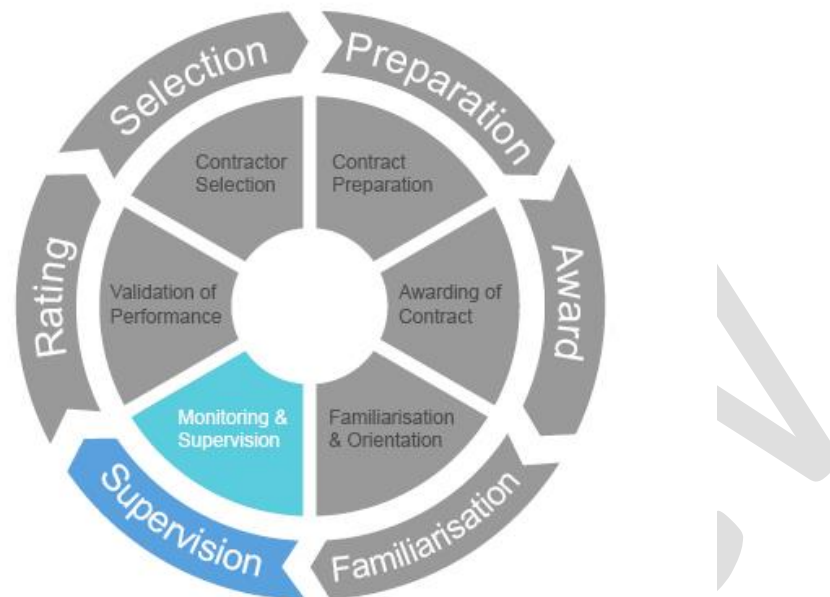 Selection
Preparation
Award
Familiarisation
Supervision
Rating
Contractor
Selection
Contract
Preparation
Awarding of
Contract
Familiarisation
& Orientation
Monitoring &
Supervision
Validation of
Performance